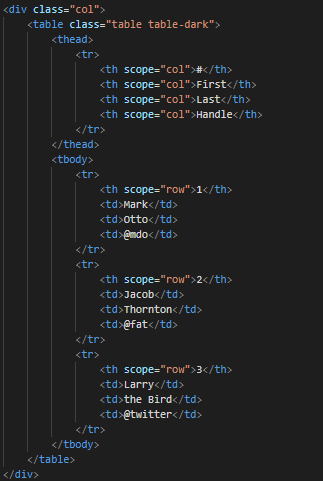 <div class="col">
    <table class="table table-dark">
        <thead>
            <tr>
                <th scope="col">#</th>
                <th scope="col">First</th>
                <th scope="col">Last</th>
                <th scope="col">Handle</th>
            </tr>
        </thead>
        <tbody>
            <tr>
                <th scope="row">1</th>
                <td>Mark</td>
                <td>Otto</td>
                <td>@mdo</td>
            </tr>
            <tr>
                <th scope="row">2</th>
                <td>Jacob</td>
                <td>Thornton</td>
                <td>@fat</td>
            </tr>
            <tr>
                <th scope="row">3</th>
                <td>Larry</td>
                <td>the Bird</td>
                <td>@twitter</td>
            </tr>
        </tbody>
    </table>
</div>